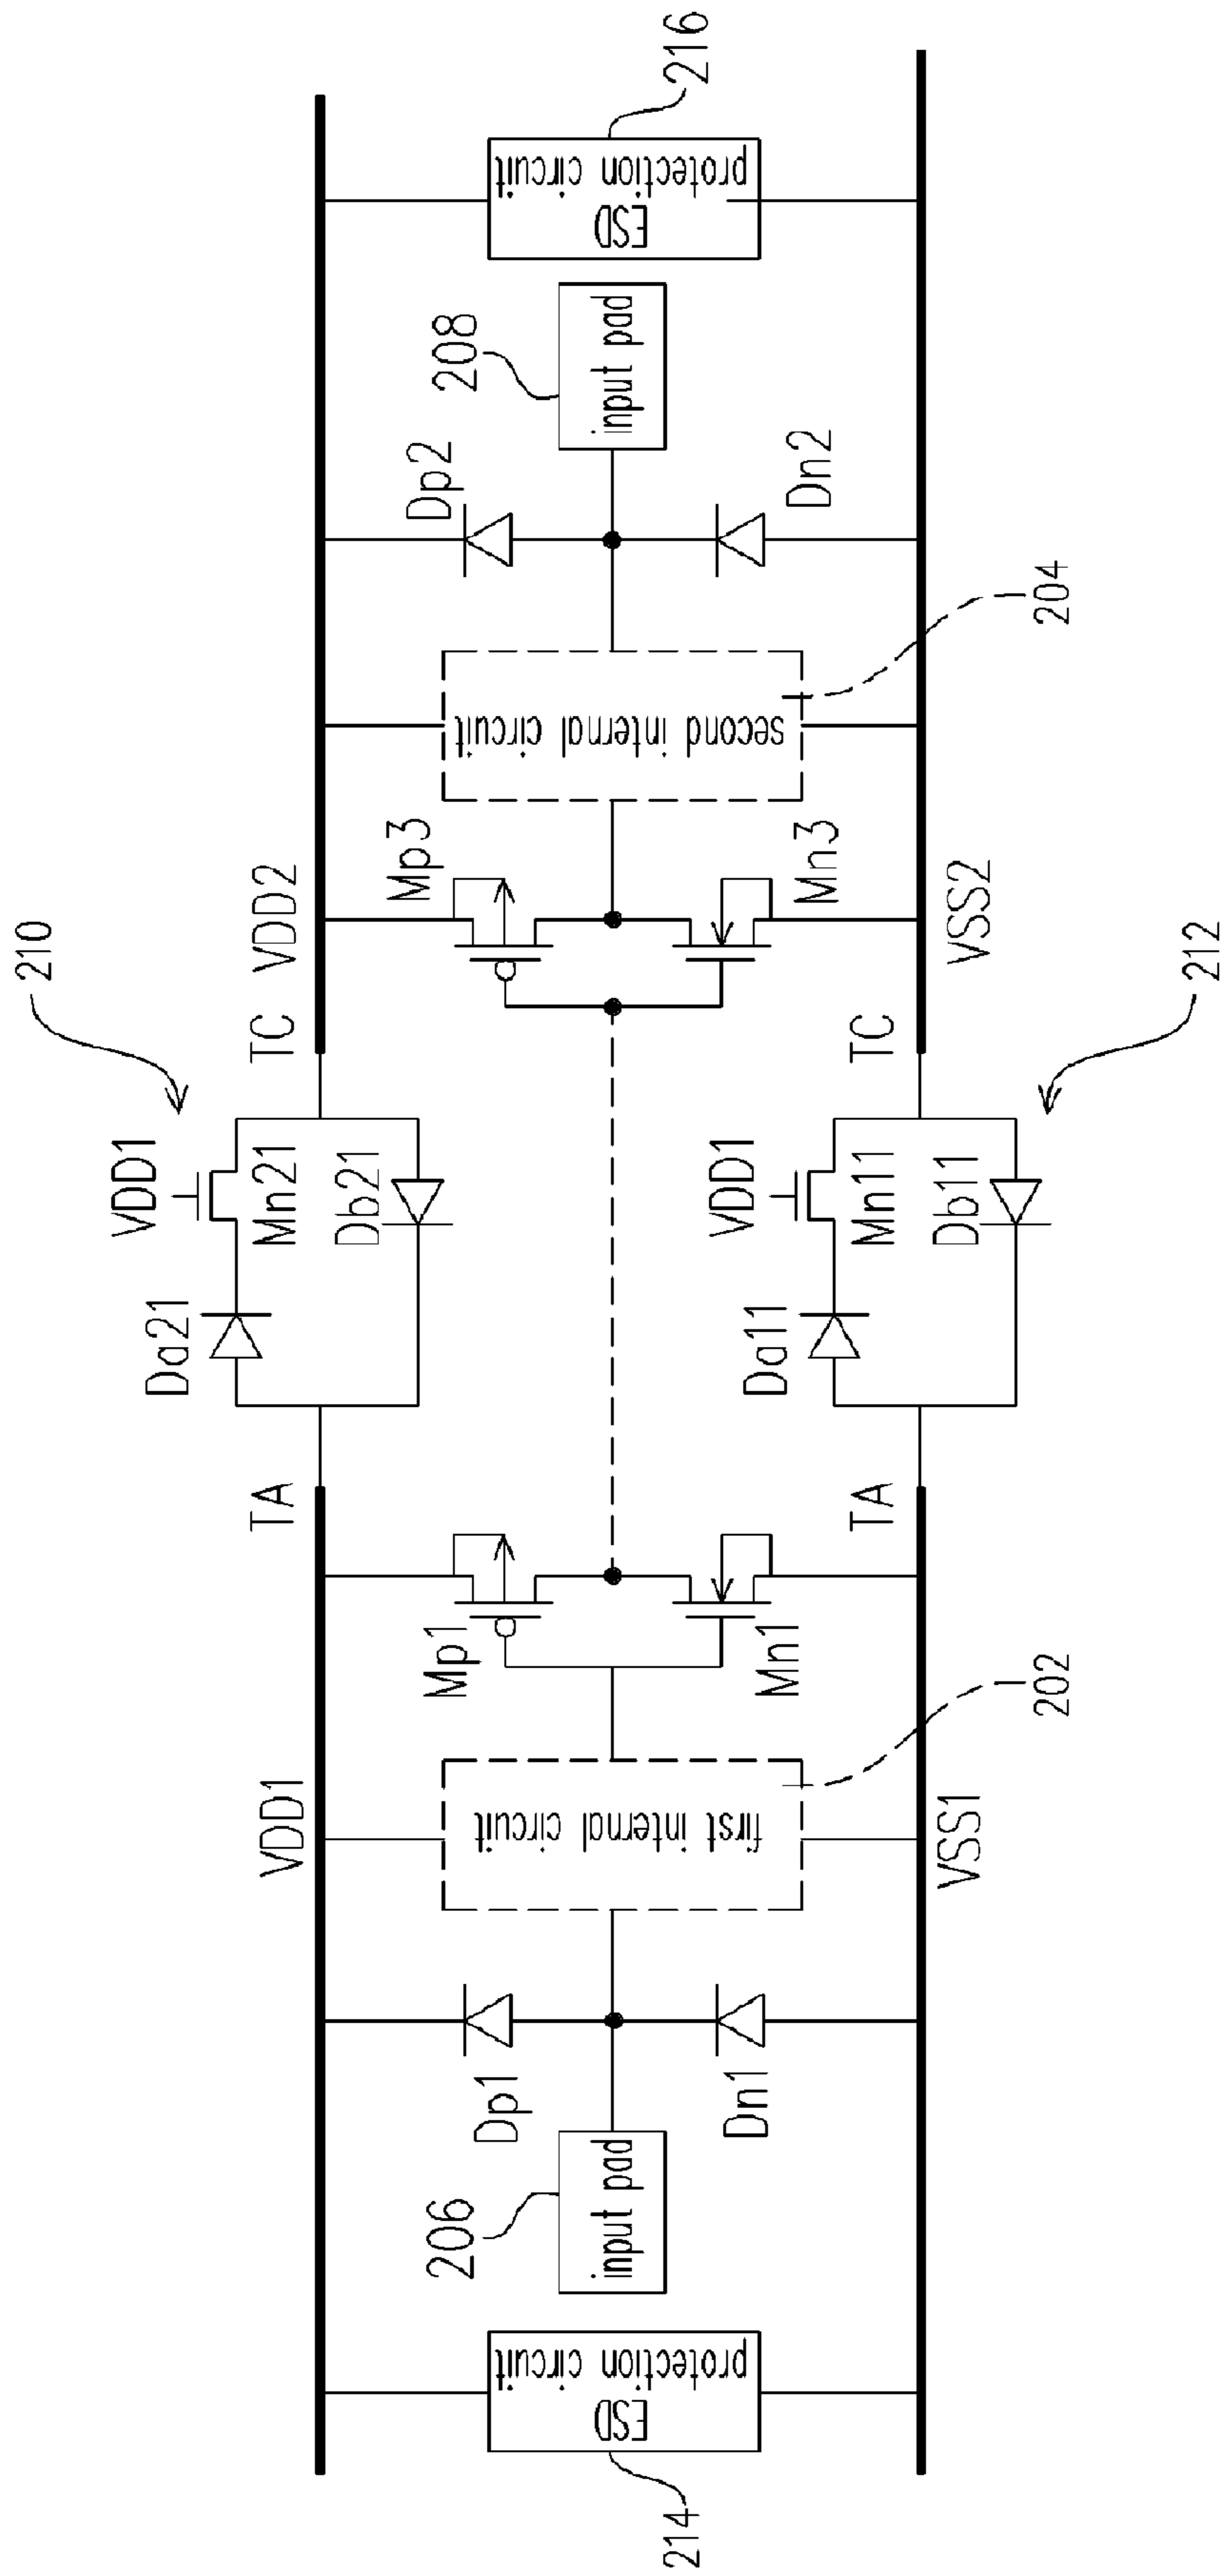 210
VDD1
Da21
Mn21
Db21
VDD1
TA
TC
VDD2
214
ESD
protection circuit
206
input pad
Dp1
Dn1
first internal circuit
202
Mp1
Mn1
Mp3
Mn3
second internal circuit
204
Dp2
Dn2
208
input pad
ESD
protection circuit
216
VSS1
TA
TC
VSS2
VDD1
Da11
Mn11
Db11
212